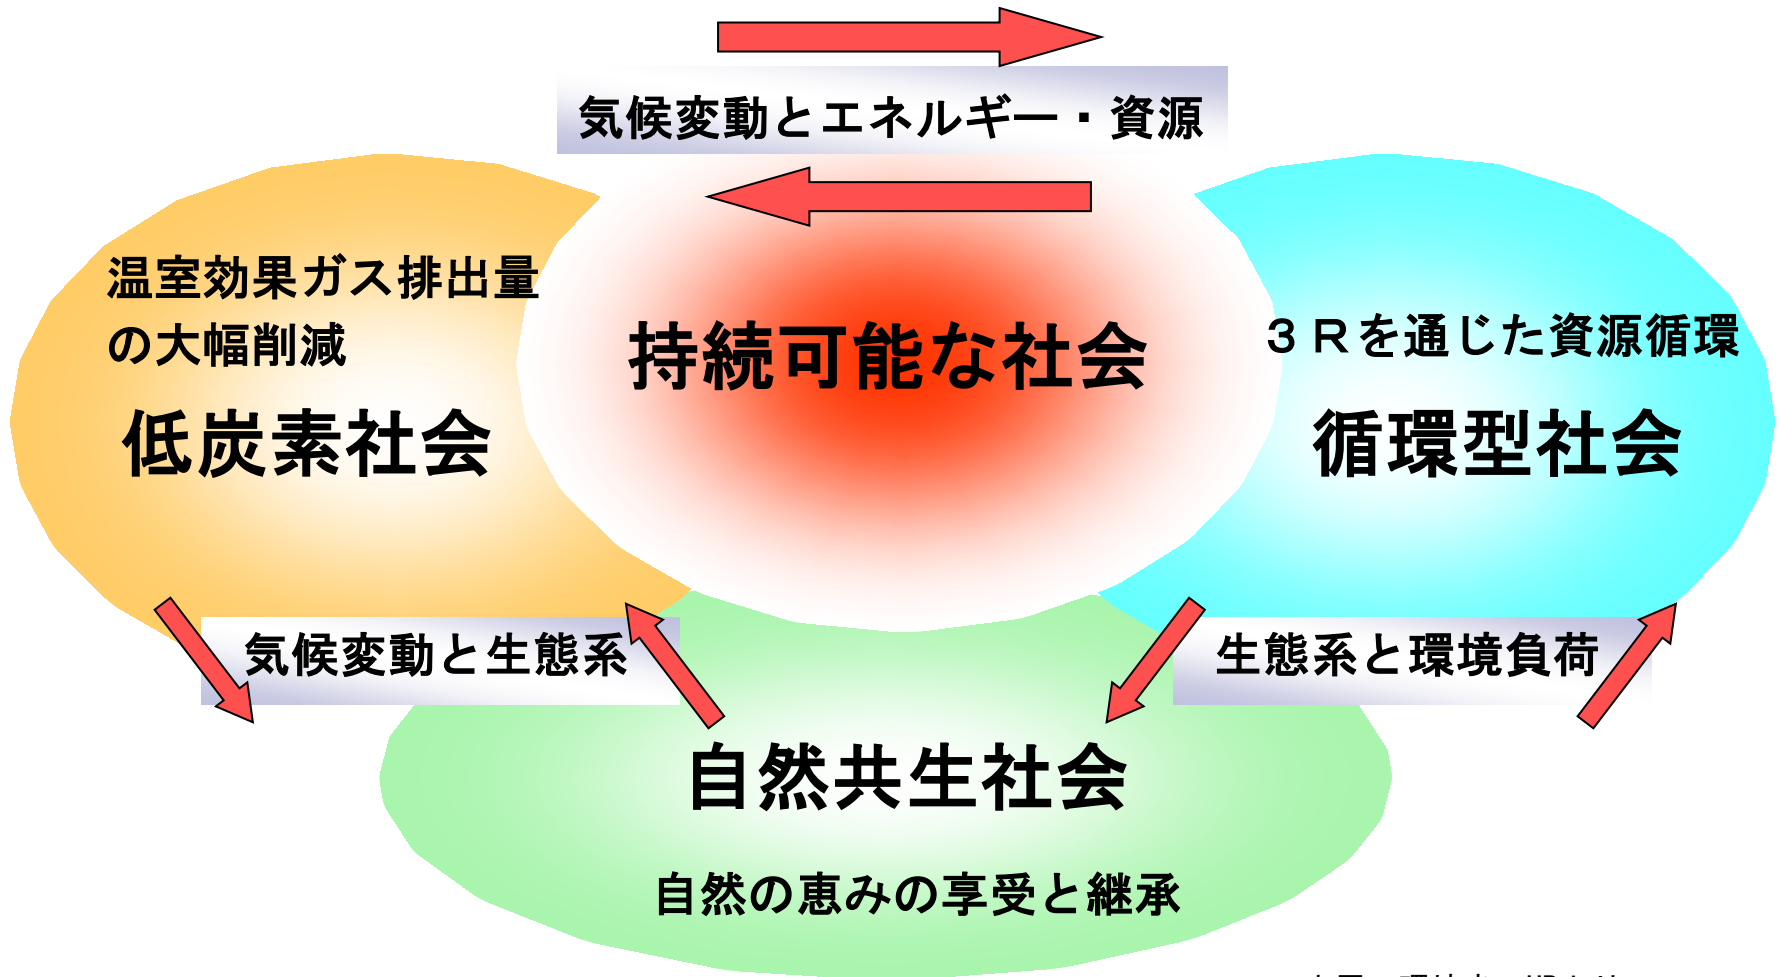 気候変動とエネルギー・資源
温室効果ガス排出量
の大幅削減
低炭素社会
持続可能な社会
３Ｒを通じた資源循環
循環型社会
気候変動と生態系
生態系と環境負荷
自然共生社会
自然の恵みの享受と継承